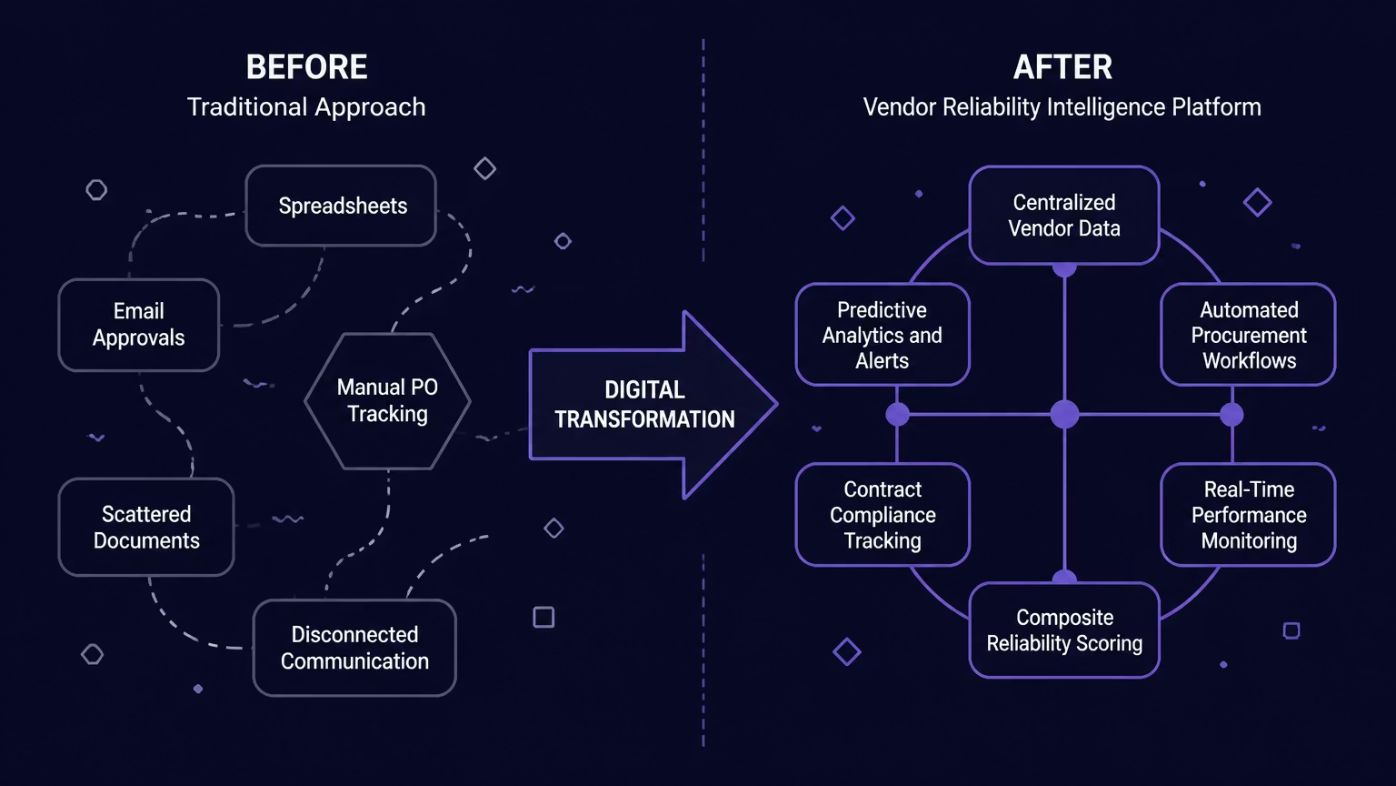 BEFORE
Traditional Approach
Spreadsheets
Email
Approvals
Manual PO
Tracking
Scattered
Documents
Disconnected
Communication
DIGITAL
TRANSFORMATION
AFTER
Vendor Reliability Intelligence Platform
Centralized
Vendor Data
Predictive
Analytics and
Alerts
Automated
Procurement
Workflows
Contract
Compliance
Tracking
Real-Time
Performance
Monitoring
Composite
Reliability Scoring